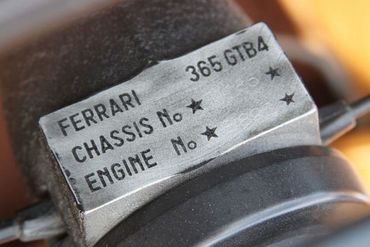 FERRARI 365 GTB4
CHASSIS No ★ ★
ENGINE No ★ ★